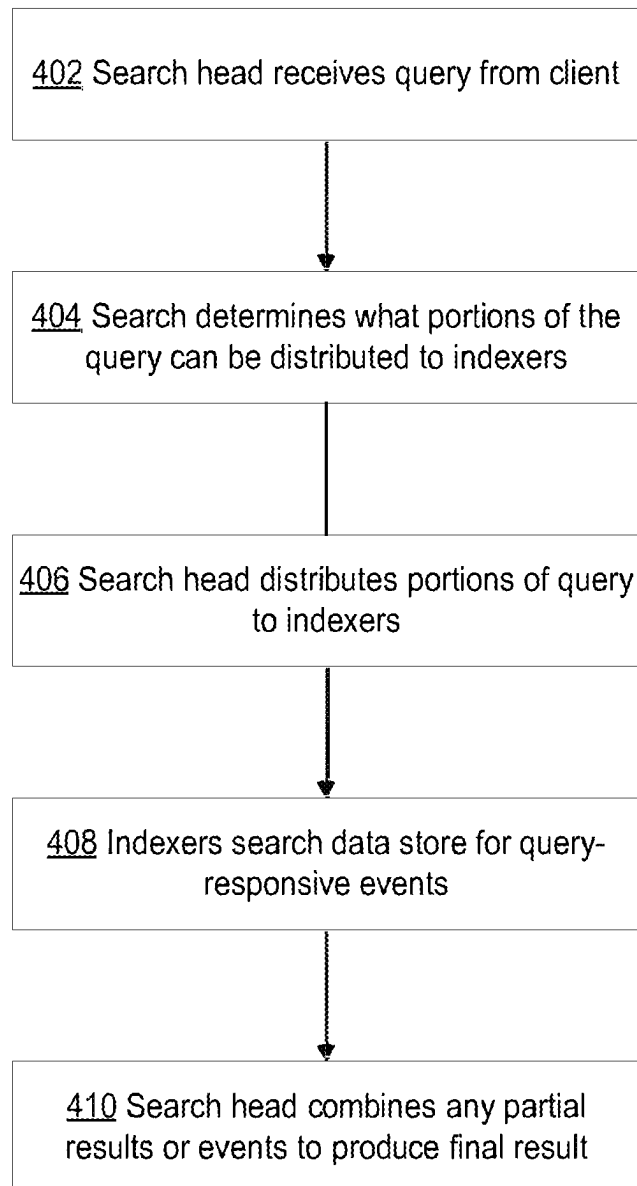 402 Search head receives query from client
404 Search determines what portions of the
query can be distributed to indexers
406 Search head distributes portions of query
to indexers
408 Indexers search data store for query-
responsive events
410 Search head combines any partial
results or events to produce final result